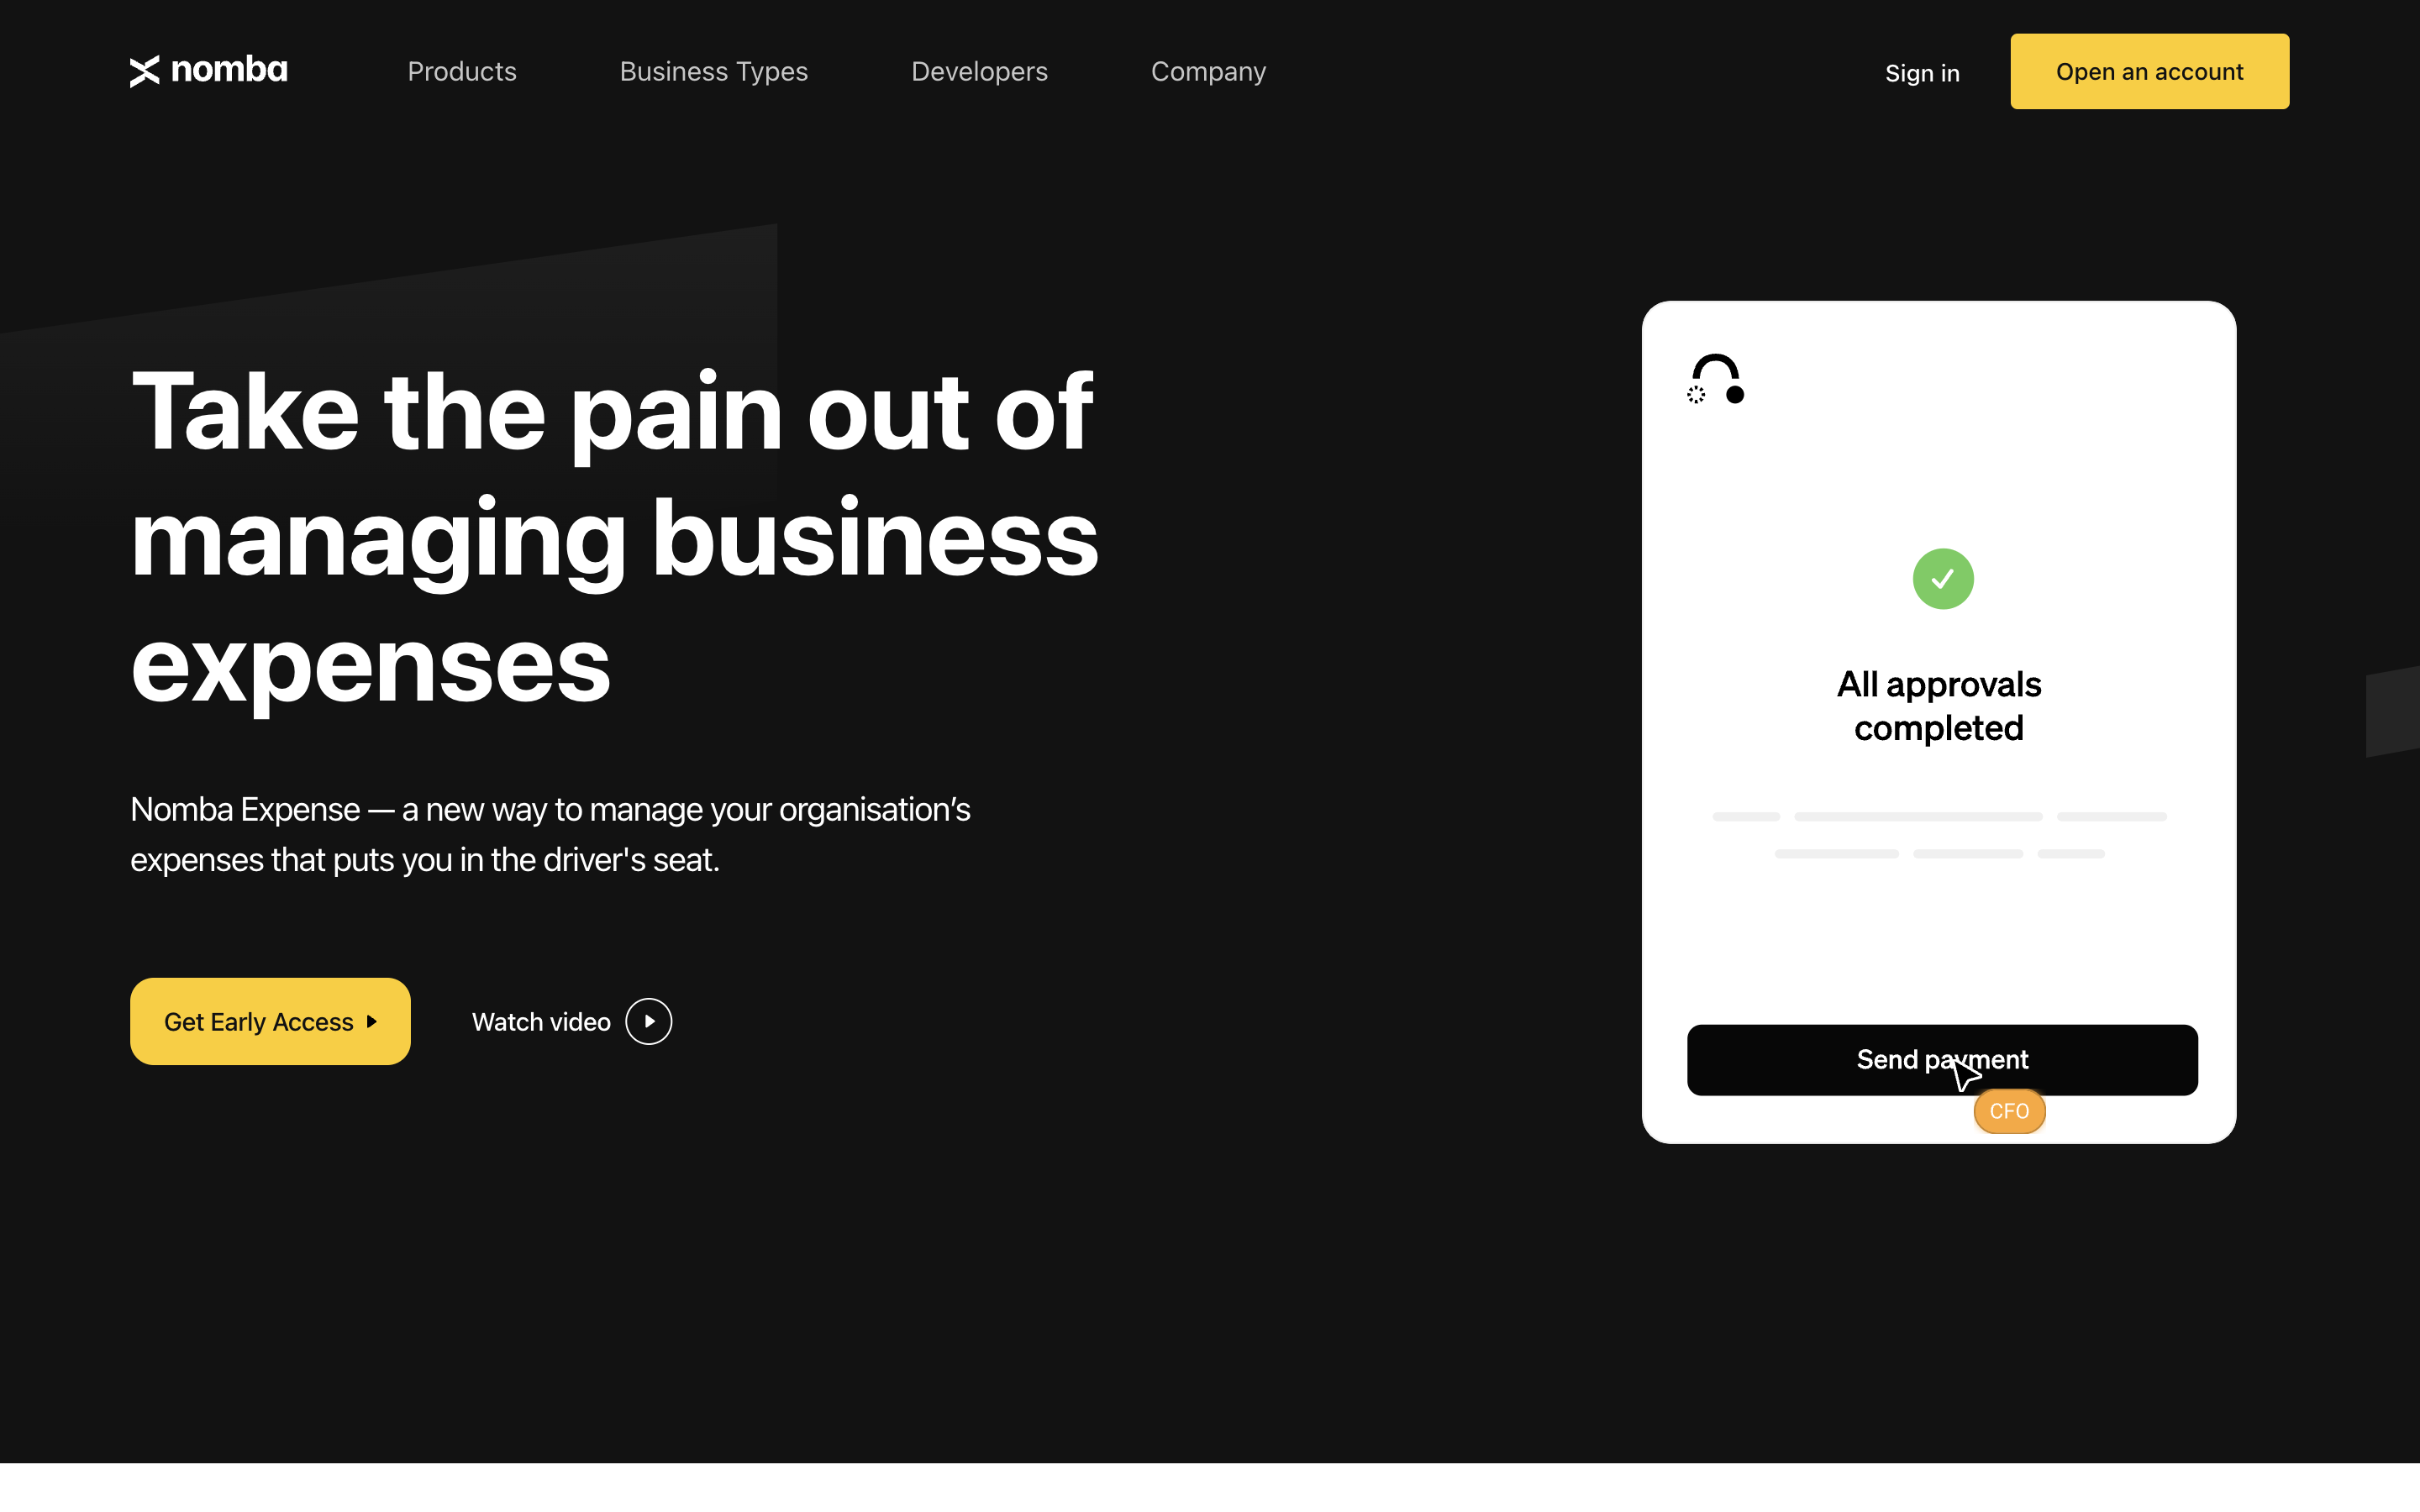 nomba
Products
Business Types
Developers
Company
Sign in
Open an account
Take the pain out of
managing business
expenses
Nomba Expense — a new way to manage your organisation’s
expenses that puts you in the driver's seat.
Get Early Access
Watch video
All approvals
completed
Send payment
CFO